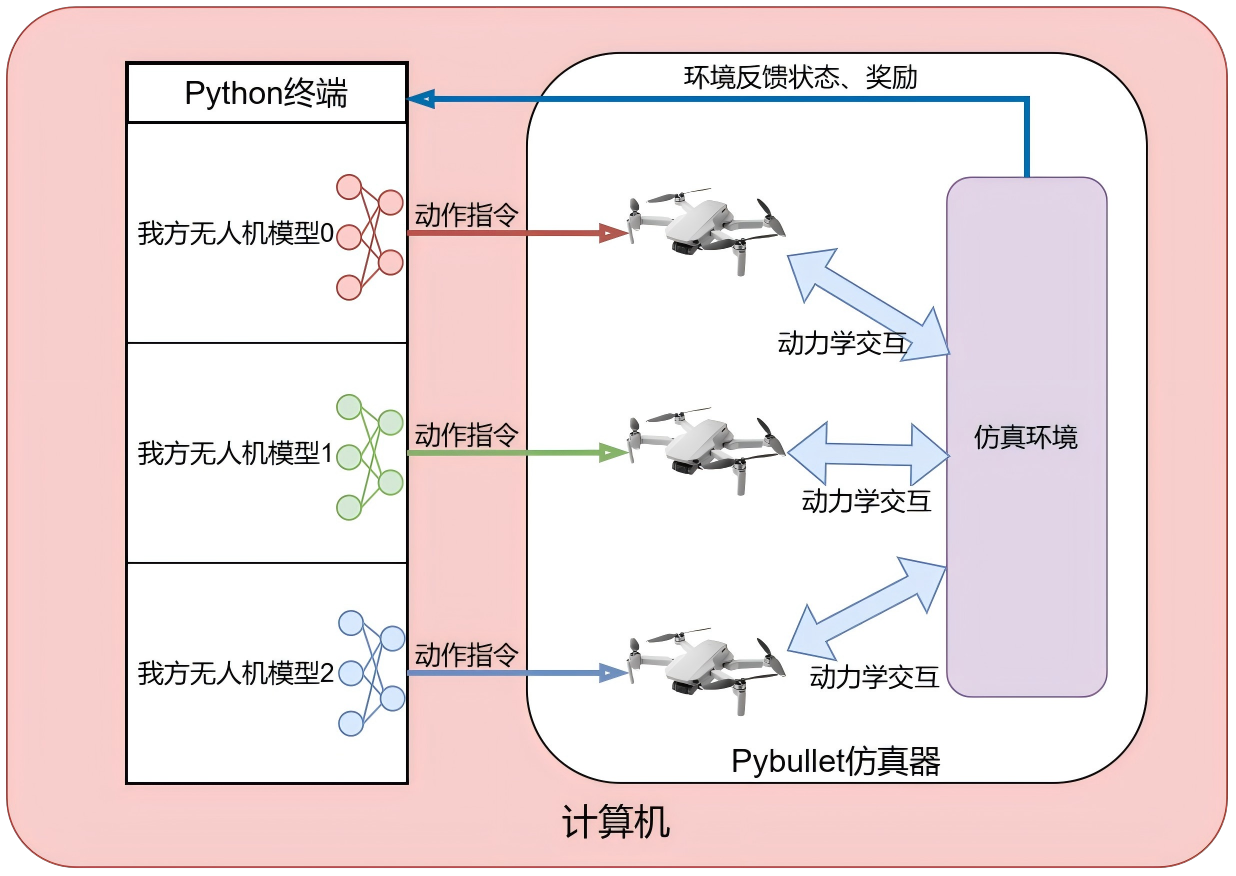 Python终端
环境反馈状态、奖励
我方无人机模型0
动作指令
动力学交互
我方无人机模型1
动作指令
动力学交互
仿真环境
我方无人机模型2
动作指令
动力学交互
Pybullet仿真器
计算机